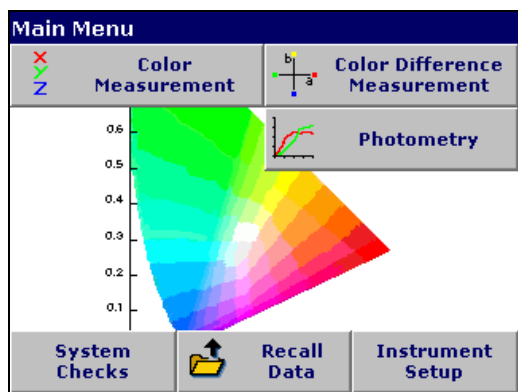 Main Menu
X
Y
Z
Color
Measurement
b
a
Color Difference
Measurement
Photometry
0.6
0.5
0.4
0.3
0.2
0.1
System
Checks
Recall
Data
Instrument
Setup